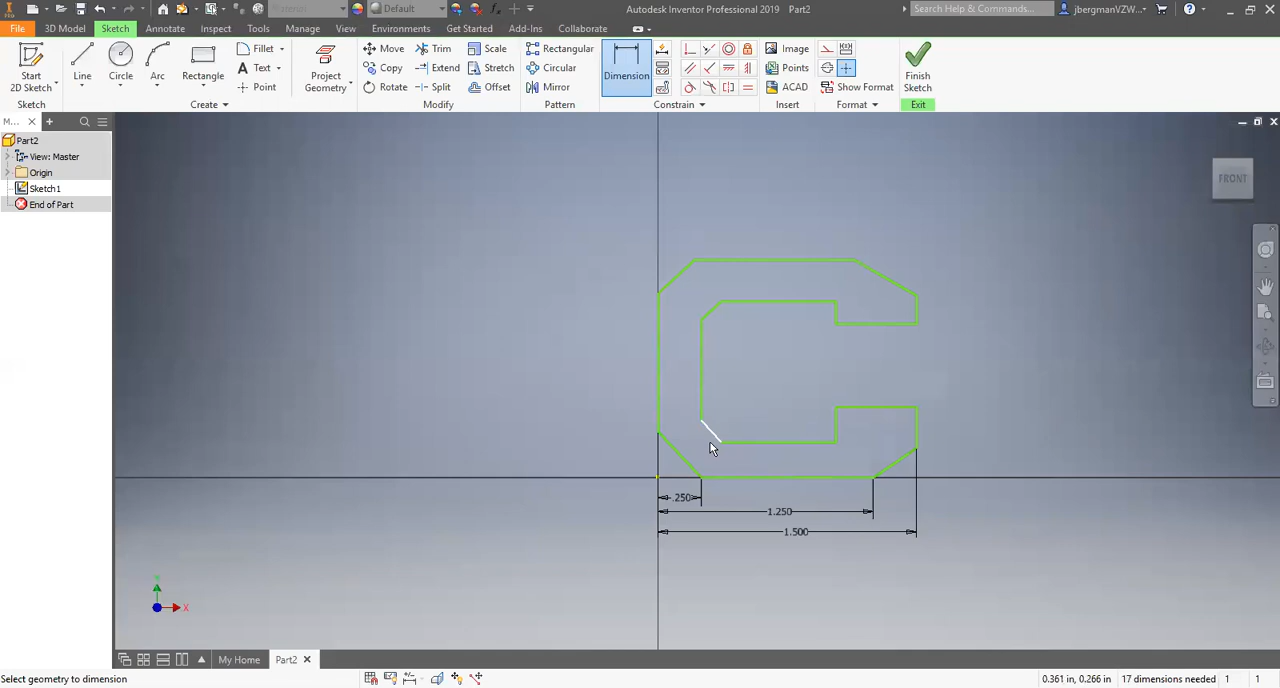 Material Default Autodesk Inventor Professional 2019 Part2 Search Help & Commands... jbergmanVZW...
File 3D Model Sketch Annotate Inspect Tools Manage View Environments Get Started Add-Ins Collaborate
Start 2D Sketch Line Circle Arc Rectangle Fillet Text Point
Project Geometry
Move Copy Rotate Trim Extend Split Scale Stretch Offset
Rectangular Circular Mirror
Dimension
Image Points ACAD
Show Format
Finish Sketch
Sketch Create Modify Pattern Constrain Insert Format Exit
M...
Part2
View: Master
Origin
Sketch1
End of Part
FRONT
.250
1.250
1.500
X
My Home Part2
Select geometry to dimension 0.361 in, 0.266 in 17 dimensions needed 1 1